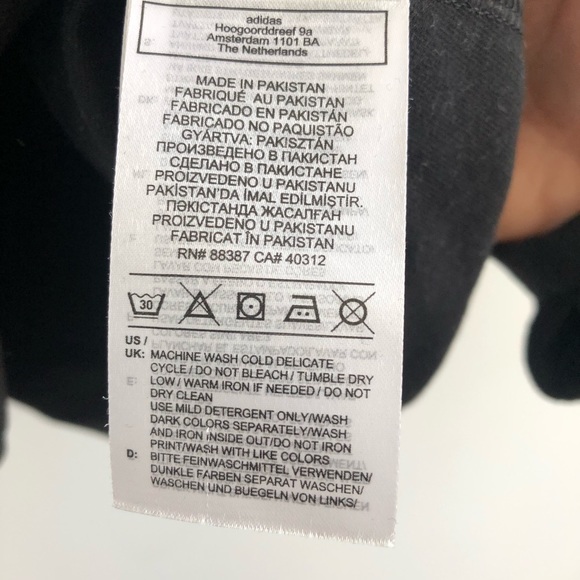 adidas
Hoogoorddreef 9a
Amsterdam 1101 BA
The Netherlands
MADE IN PAKISTAN
FABRIQUÉ AU PAKISTAN
FABRICADO EN PAKISTÁN
FABRICADO NO PAQUISTÃO
GYÁRTVA: PAKISZTÁN
ПРОИЗВЕДЕНО В ПАКИСТАН
СДЕЛАНО В ПАКИСТАНЕ
PROIZVEDENO U PAKISTANU
PAKİSTAN'DA İMAL EDİLMİŞTİR.
ПӘКІСТАНДА ЖАСАЛҒАН
PROIZVEDENO U PAKISTANU
FABRICAT ÎN PAKISTAN
RN# 88387 CA# 40312
30
US /
UK: MACHINE WASH COLD DELICATE
CYCLE / DO NOT BLEACH / TUMBLE DRY
LOW / WARM IRON IF NEEDED / DO NOT
DRY CLEAN
USE MILD DETERGENT ONLY/WASH
DARK COLORS SEPARATELY/WASH
AND IRON INSIDE OUT/DO NOT IRON
PRINT/WASH WITH LIKE COLORS
D: BITTE FEINWASCHMITTEL VERWENDEN/
DUNKLE FARBEN SEPARAT WASCHEN/
WASCHEN UND BUEGELN VON LINKS/